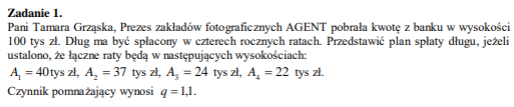 Zadanie 1.
Pani Tamara Grząska, Prezes zakładów fotograficznych AGENT pobrała kwotę z banku w wysokości
100 tys zł. Dług ma być spłacony w czterech rocznych ratach. Przedstawić plan spłaty długu, jeżeli
ustalono, że łączne raty będą w następujących wysokościach:
A₁ = 40tys zł, A₂ = 37 tys zł, A₃ = 24 tys zł, A₄ = 22 tys zł.
Czynnik pomnażający wynosi q = 1,1.